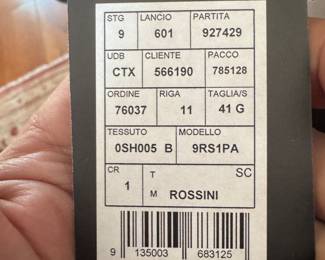 STG LANCIO PARTITA
9 601 927429
UDB CLIENTE PACCO
CTX 566190 785128
ORDINE RIGA TAGLIA/S
76037 11 41 G
TESSUTO MODELLO
0SH005 B 9RS1PA
CR T SC
1 M ROSSINI
9 135003 683125